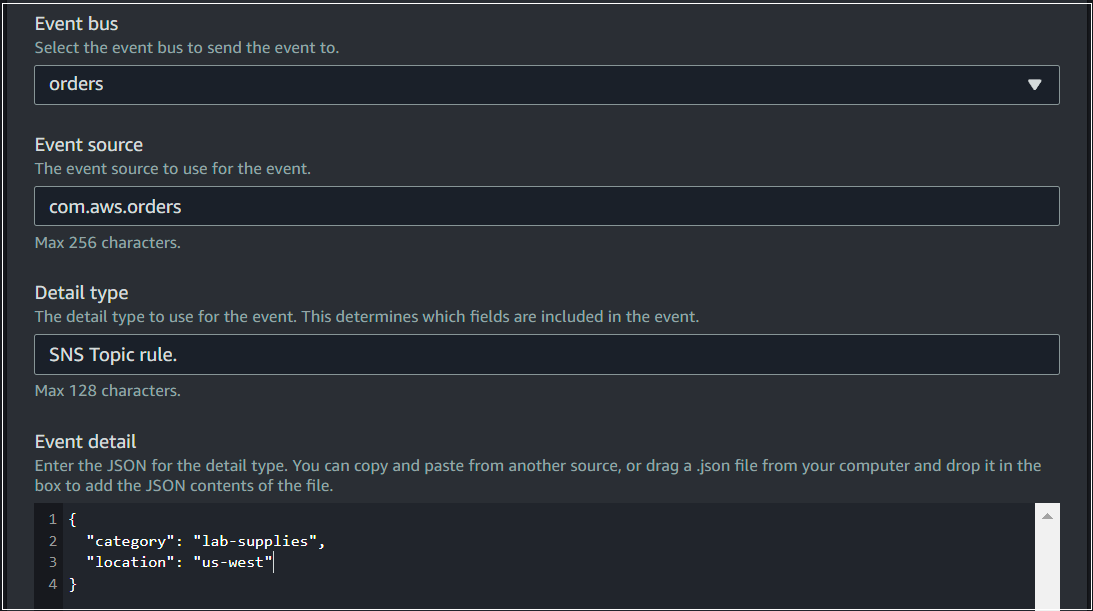 Event bus
Select the event bus to send the event to.
orders
Event source
The event source to use for the event.
com.aws.orders
Max 256 characters.
Detail type
The detail type to use for the event. This determines which fields are included in the event.
SNS Topic rule.
Max 128 characters.
Event detail
Enter the JSON for the detail type. You can copy and paste from another source, or drag a .json file from your computer and drop it in the
box to add the JSON contents of the file.
1 {
2 "category": "lab-supplies",
3 "location": "us-west"
4 }